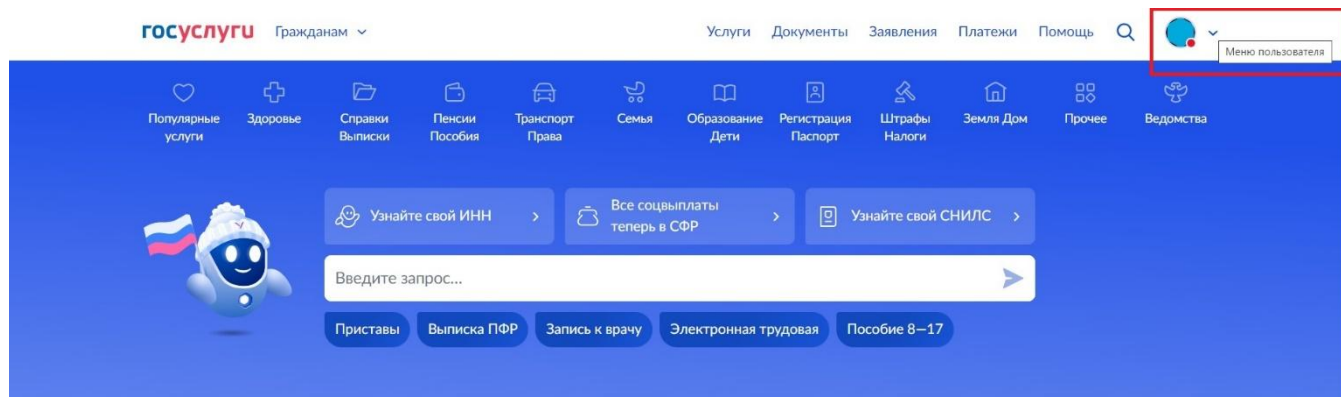 госуслуги Гражданам Услуги Документы Заявления Платежи Помощь
Меню пользователя
Популярные услуги
Здоровье
Справки Выписки
Пенсии Пособия
Транспорт Права
Семья
Образование Дети
Регистрация Паспорт
Штрафы Налоги
Земля Дом
Прочее
Ведомства
Узнайте свой ИНН
Все соцвыплаты
теперь в СФР
Узнайте свой СНИЛС
Введите запрос...
Приставы Выписка ПФР Запись к врачу Электронная трудовая Пособие 8—17